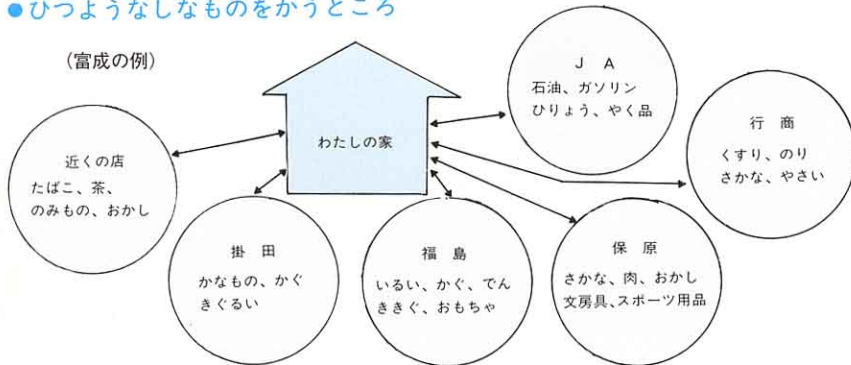 ●ひつようなしなものをかうところ
(富成の例)
わたしの家
近くの店
たばこ、茶、
のみもの、おかし
掛田
かなもの、かぐ
きぐるい
福島
いるい、かぐ、でん
ききぐ、おもちゃ
保原
さかな、肉、おかし
文房具、スポーツ用品
JA
石油、ガソリン
ひりょう、やく品
行商
くすり、のり
さかな、やさい